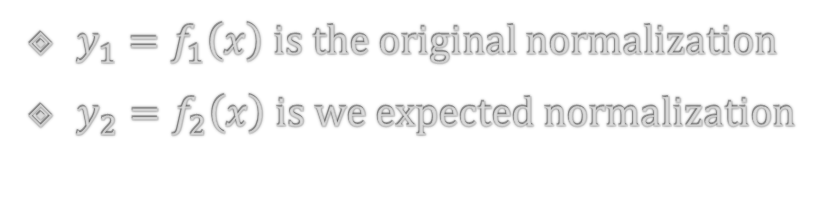 ❖ y₁ = f₁(x) is the original normalization
❖ y₂ = f₂(x) is we expected normalization